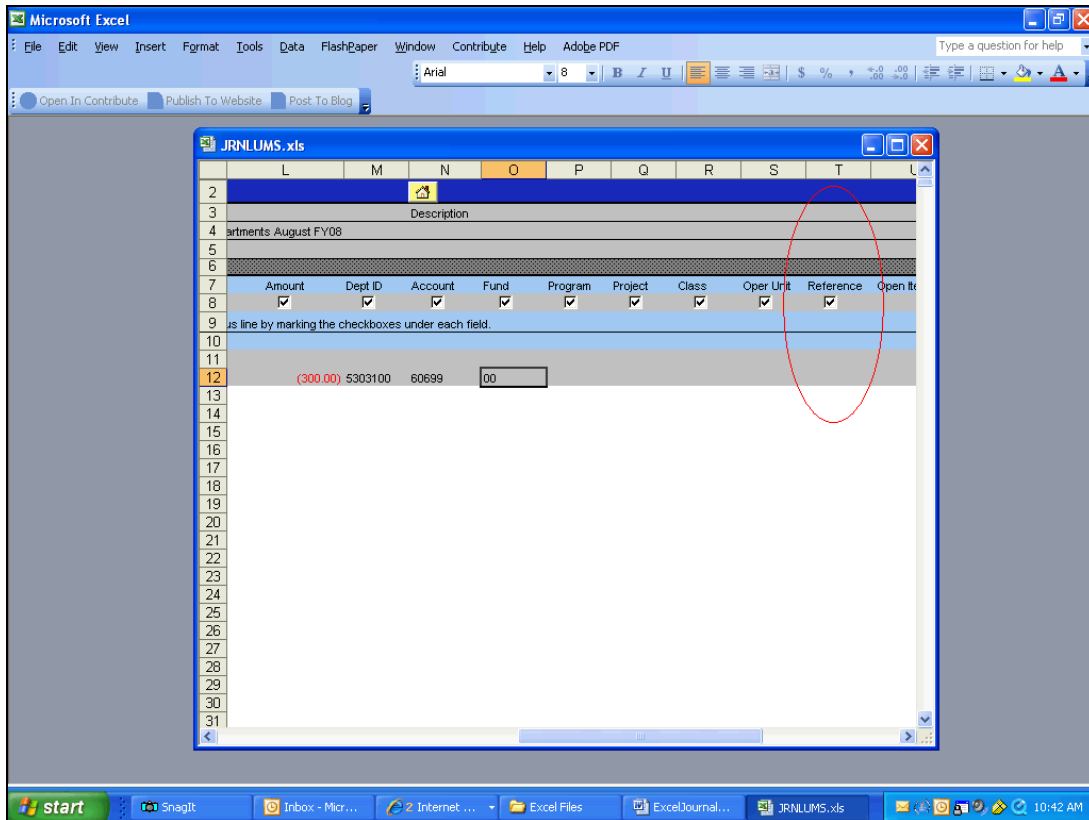 Microsoft Excel
File Edit View Insert Format Tools Data FlashPaper Window Contribute Help Adobe PDF Type a question for help
Arial 8 B I U $ % , .00 .00 A
Open In Contribute Publish To Website Post To Blog
JRNLUMS.xls
L M N O P Q R S T U
2
3 Description
4 artments August FY08
5
6
7 Amount Dept ID Account Fund Program Project Class Oper Unit Reference Open Ite
8
9 us line by marking the checkboxes under each field.
10
11
12 (300.00) 5303100 60699 00
13
14
15
16
17
18
19
20
21
22
23
24
25
26
27
28
29
30
31
start SnagIt Inbox - Micr... 2 Internet ... Excel Files ExcelJournal... JRNLUMS.xls 10:42 AM